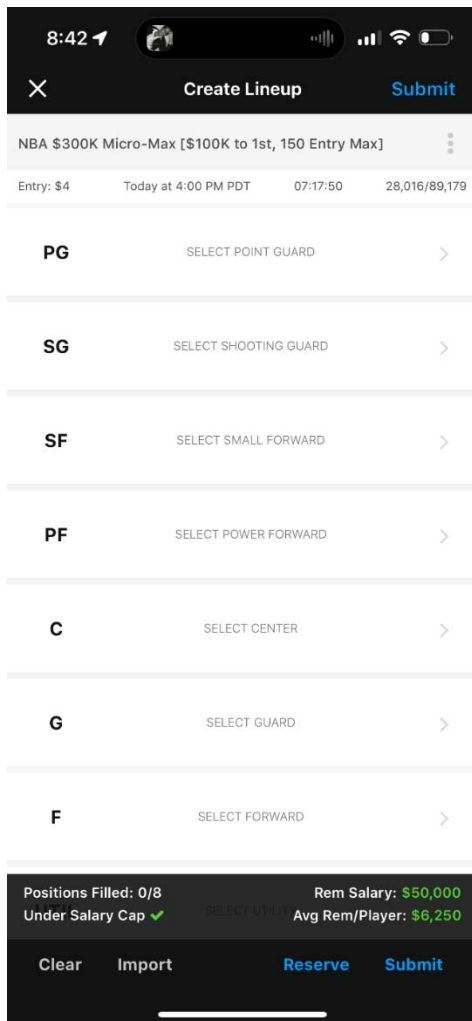 8:42
Create Lineup Submit
NBA $300K Micro-Max [$100K to 1st, 150 Entry Max]
Entry: $4 Today at 4:00 PM PDT 07:17:50 28,016/89,179
PG SELECT POINT GUARD
SG SELECT SHOOTING GUARD
SF SELECT SMALL FORWARD
PF SELECT POWER FORWARD
C SELECT CENTER
G SELECT GUARD
F SELECT FORWARD
Positions Filled: 0/8 Rem Salary: $50,000
UTIL SELECT UTILITY
Under Salary Cap Avg Rem/Player: $6,250
Clear Import Reserve Submit